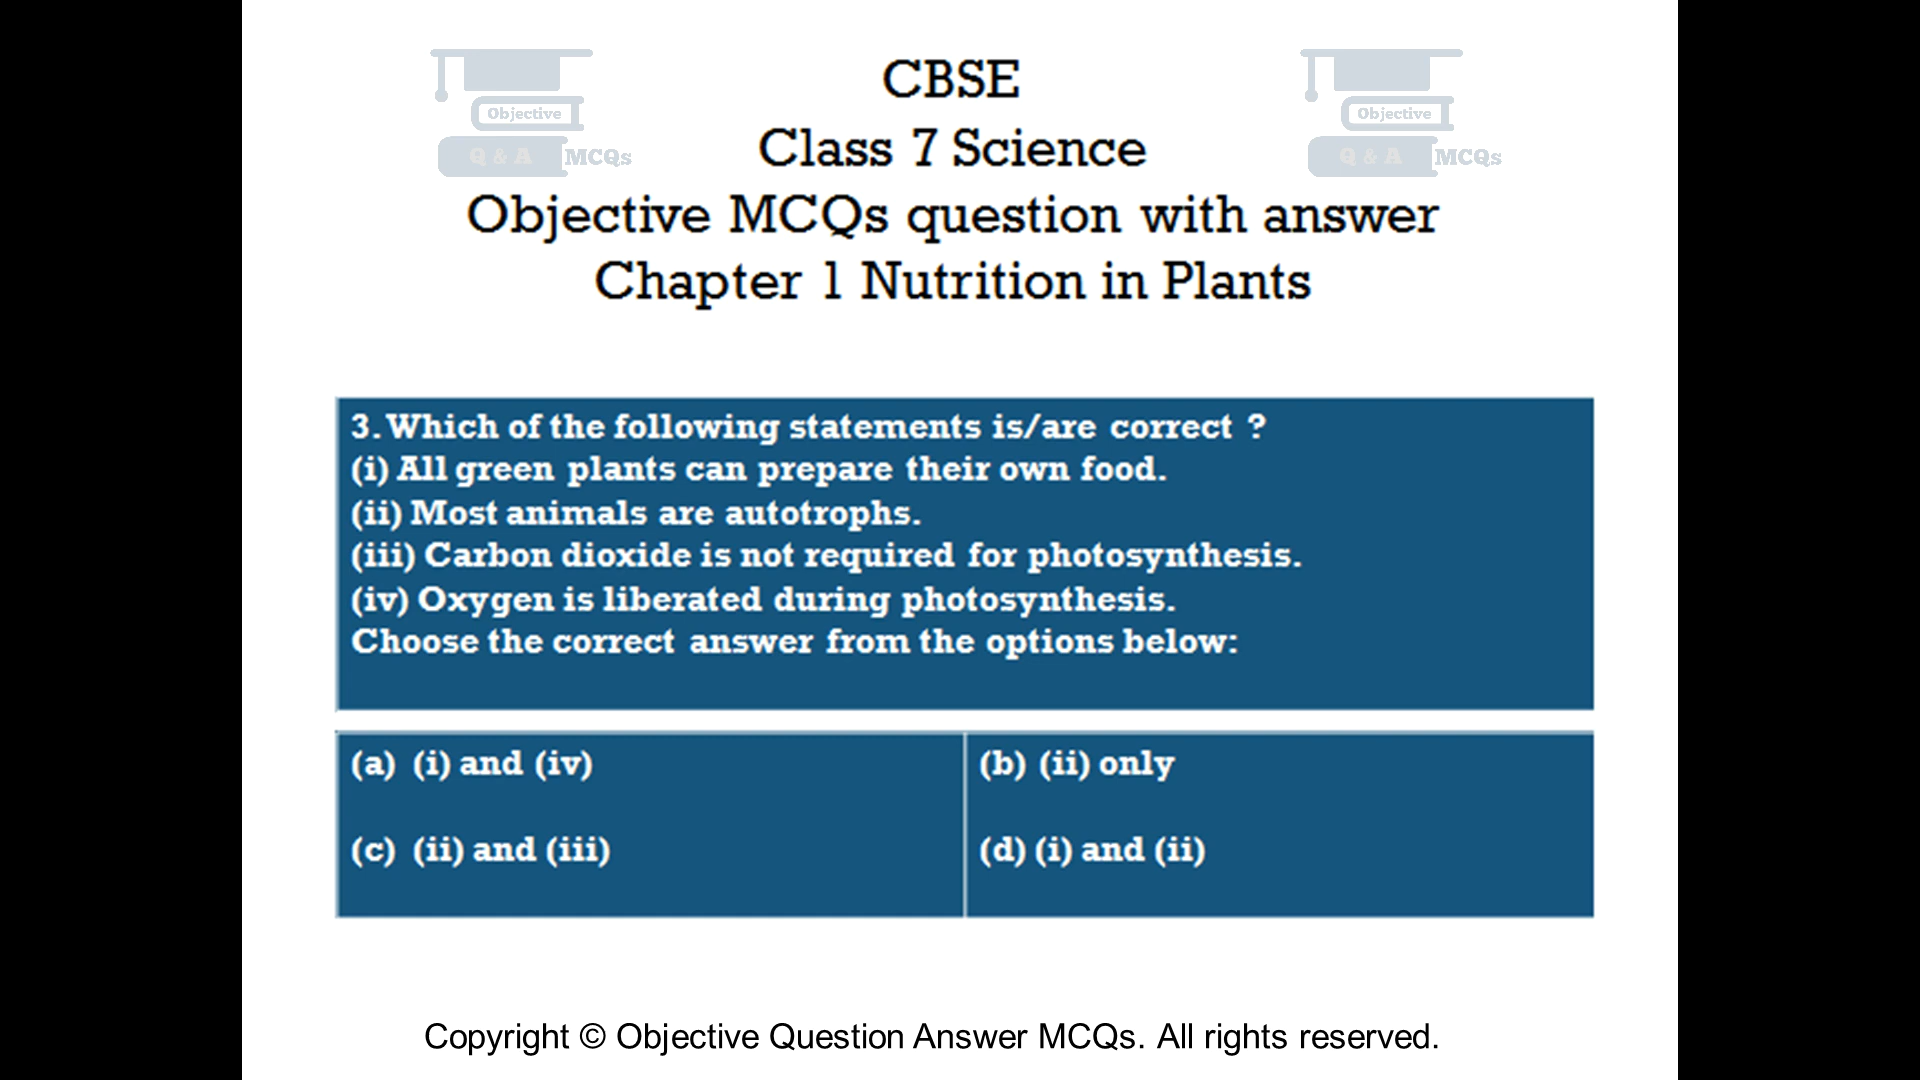 Objective
Q & A MCQs
Objective
Q & A MCQs
CBSE
Class 7 Science
Objective MCQs question with answer
Chapter 1 Nutrition in Plants
3. Which of the following statements is/are correct ?
(i) All green plants can prepare their own food.
(ii) Most animals are autotrophs.
(iii) Carbon dioxide is not required for photosynthesis.
(iv) Oxygen is liberated during photosynthesis.
Choose the correct answer from the options below:
(a) (i) and (iv)
(b) (ii) only
(c) (ii) and (iii)
(d) (i) and (ii)
Copyright © Objective Question Answer MCQs. All rights reserved.